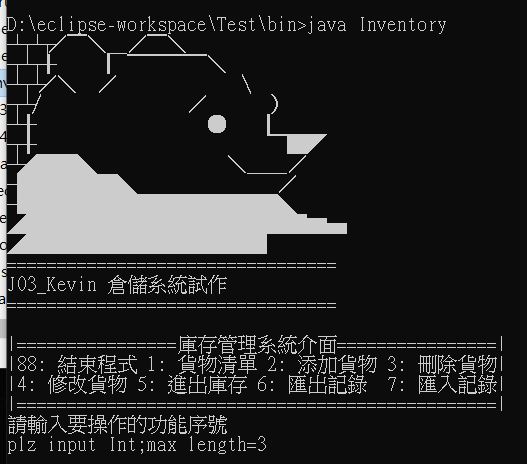 D:\eclipse-workspace\Test\bin>java Inventory
================================
J03_Kevin 倉儲系統試作
================================
|================庫存管理系統介面================|
|88: 結束程式 1: 貨物清單 2: 添加貨物 3: 刪除貨物|
|4: 修改貨物 5: 進出庫存 6: 匯出記錄  7: 匯入記錄|
|================================================|
請輸入要操作的功能序號
plz input Int;max length=3